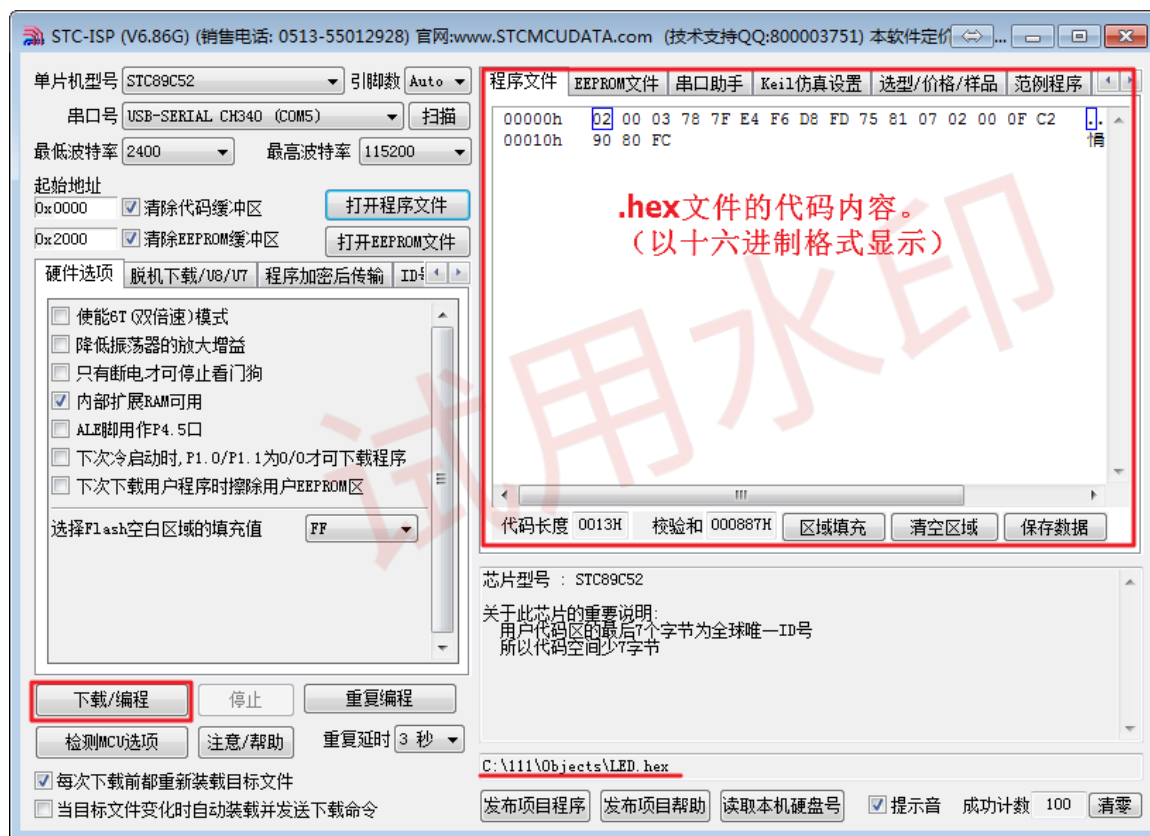 STC-ISP (V6.86G) (销售电话: 0513-55012928) 官网:www.STCMCUDATA.com (技术支持QQ:800003751) 本软件定价 ...
单片机型号 STC89C52 引脚数 Auto
串口号 USB-SERIAL CH340 (COM5) 扫描
最低波特率 2400 最高波特率 115200
起始地址
0x0000 清除代码缓冲区 打开程序文件
0x2000 清除EEPROM缓冲区 打开EEPROM文件
硬件选项 脱机下载/U8/U7 程序加密后传输
使能6T(双倍速)模式
降低振荡器的放大增益
只有断电才可停止看门狗
内部扩展RAM可用
ALE脚用作P4.5口
下次冷启动时,P1.0/P1.1为0/0才可下载程序
下次下载用户程序时擦除用户EEPROM区
选择Flash空白区域的填充值 FF
下载/编程 停止 重复编程
检测MCU选项 注意/帮助 重复延时 3 秒
每次下载前都重新装载目标文件
当目标文件变化时自动装载并发送下载命令
程序文件 EEPROM文件 串口助手 Keil仿真设置 选型/价格/样品 范例程序
00000h 02 00 03 78 7F E4 F6 D8 FD 75 81 07 02 00 0F C2 ..
00010h 90 80 FC
.hex文件的代码内容。
（以十六进制格式显示）
试用水印
代码长度 0013H 校验和 000887H 区域填充 清空区域 保存数据
芯片型号 : STC89C52
关于此芯片的重要说明:
用户代码区的最后7个字节为全球唯一ID号
所以代码空间少7字节
C:\111\Objects\LED.hex
发布项目程序 发布项目帮助 读取本机硬盘号 提示音 成功计数 100 清零